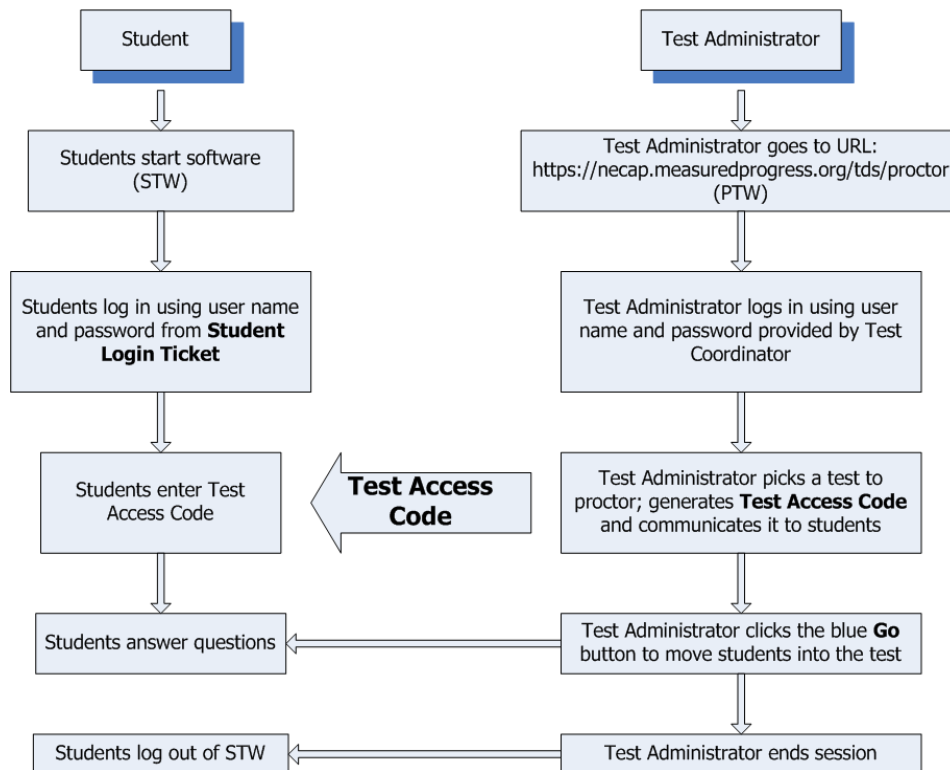 Student
Test Administrator
Students start software
(STW)
Test Administrator goes to URL:
https://necap.measuredprogress.org/tds/proctor
(PTW)
Students log in using user name
and password from Student
Login Ticket
Test Administrator logs in using user
name and password provided by Test
Coordinator
Students enter Test
Access Code
Test Access
Code
Test Administrator picks a test to
proctor; generates Test Access Code
and communicates it to students
Students answer questions
Test Administrator clicks the blue Go
button to move students into the test
Students log out of STW
Test Administrator ends session